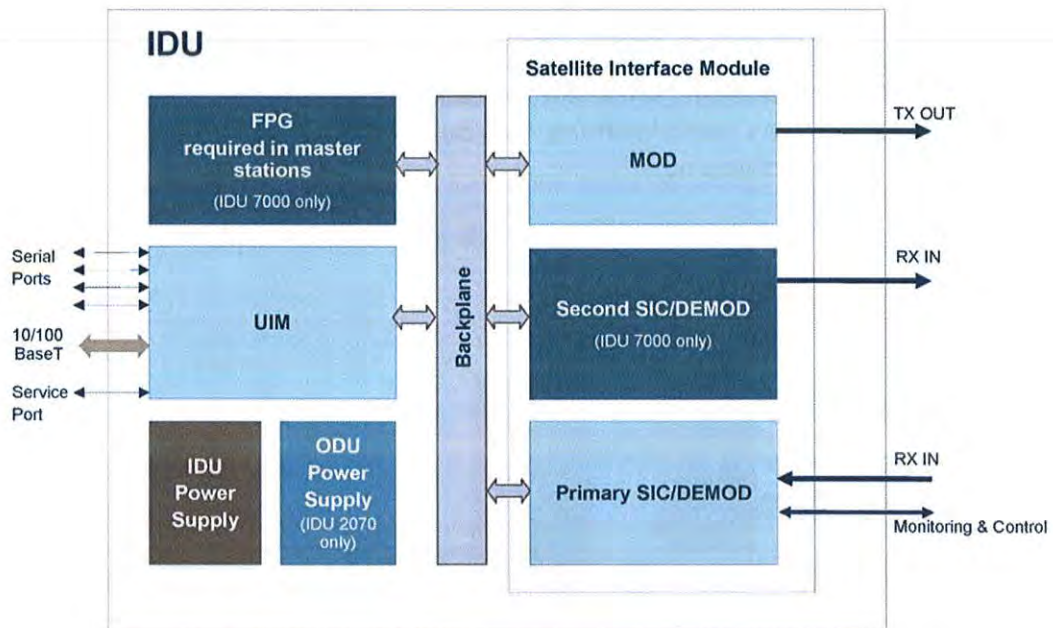 IDU
Satellite Interface Module
FPG
required in master
stations
(IDU 7000 only)
MOD
TX OUT
Serial
Ports
10/100
BaseT
Service
Port
UIM
Backplane
Second SIC/DEMOD
(IDU 7000 only)
RX IN
IDU
Power
Supply
ODU
Power
Supply
(IDU 2070
only)
Primary SIC/DEMOD
RX IN
Monitoring & Control